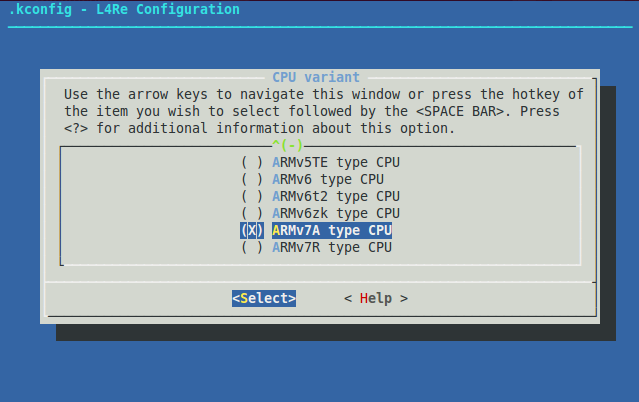 .kconfig - L4Re Configuration
CPU variant
Use the arrow keys to navigate this window or press the hotkey of
the item you wish to select followed by the <SPACE BAR>. Press
<?> for additional information about this option.
^(-)
( ) ARMv5TE type CPU
( ) ARMv6 type CPU
( ) ARMv6t2 type CPU
( ) ARMv6zk type CPU
(X) ARMv7A type CPU
( ) ARMv7R type CPU
<Select> < Help >